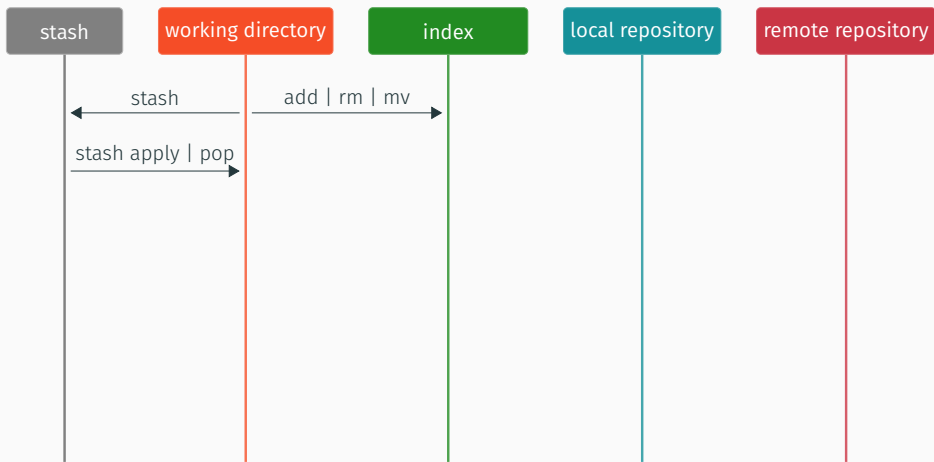 stash
working directory
index
local repository
remote repository
stash
add | rm | mv
stash apply | pop